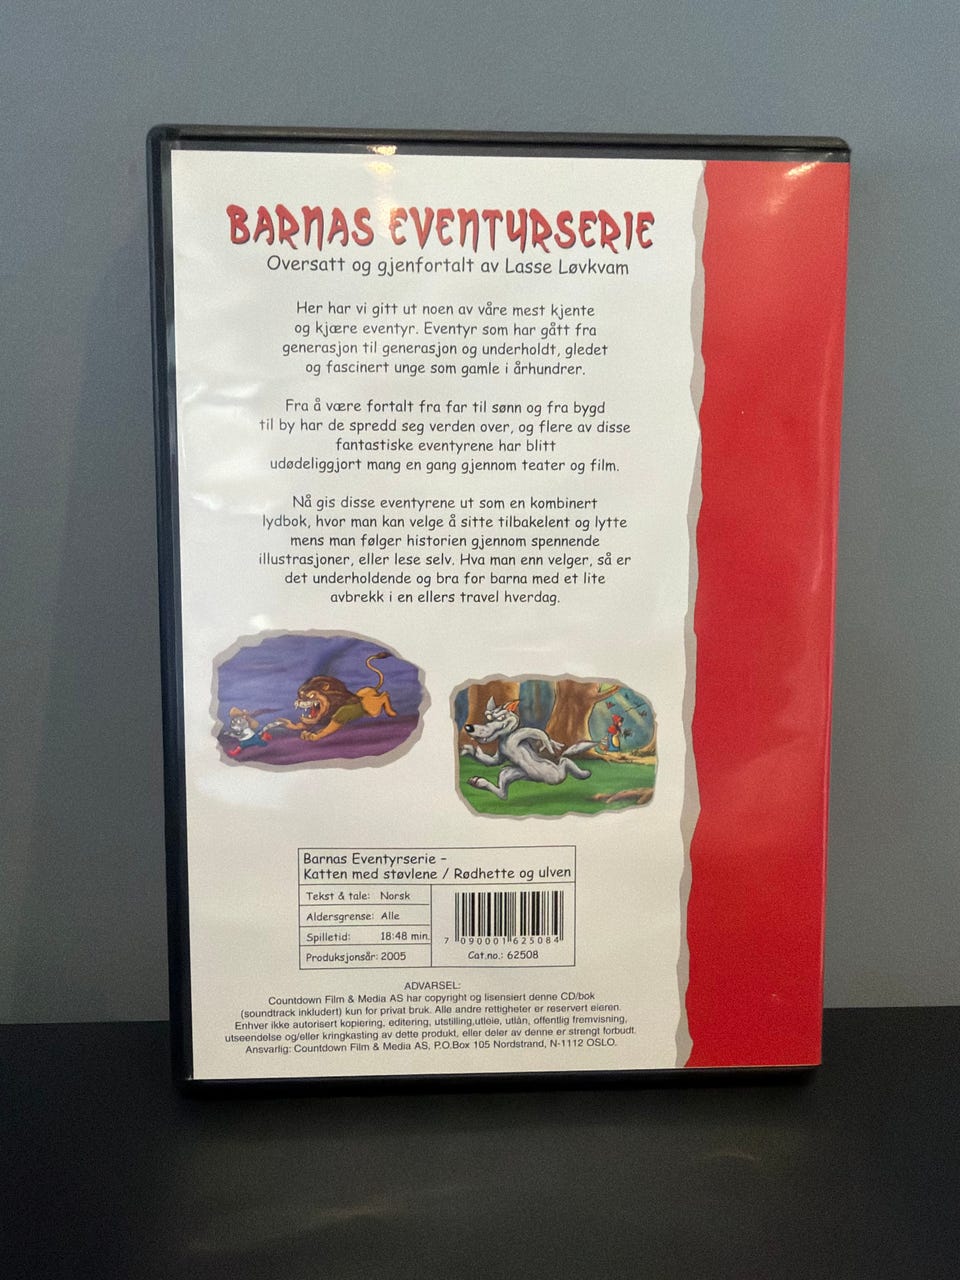 BARNAS EVENTYRSERIE
Oversatt og gjenfortalt av Lasse Løvkvam
Her har vi gitt ut noen av våre mest kjente
og kjære eventyr. Eventyr som har gått fra
generasjon til generasjon og underholdt, gledet
og fascinert unge som gamle i århundrer.
Fra å være fortalt fra far til sønn og fra bygd
til by har de spredd seg verden over, og flere av disse
fantastiske eventyrene har blitt
udødeliggjort mang en gang gjennom teater og film.
Nå gis disse eventyrene ut som en kombinert
lydbok, hvor man kan velge å sitte tilbakelent og lytte
mens man følger historien gjennom spennende
illustrasjoner, eller lese selv. Hva man enn velger, så er
det underholdende og bra for barna med et lite
avbrekk i en ellers travel hverdag.
Barnas Eventyrserie -
Katten med støvlene / Rødhette og ulven
Tekst & tale: Norsk
Aldersgrense: Alle
Spilletid: 18:48 min.
Produksjonsår: 2005
7 090001 625084
Cat.no.: 62508
ADVARSEL:
Countdown Film & Media AS har copyright og lisensiert denne CD/bok
(soundtrack inkludert) kun for privat bruk. Alle andre rettigheter er reservert eieren.
Enhver ikke autorisert kopiering, editering, utstilling,utleie, utlån, offentlig fremvisning,
utseendelse og/eller kringkasting av dette produkt, eller deler av denne er strengt forbudt.
Ansvarlig: Countdown Film & Media AS, P.O.Box 105 Nordstrand, N-1112 OSLO.